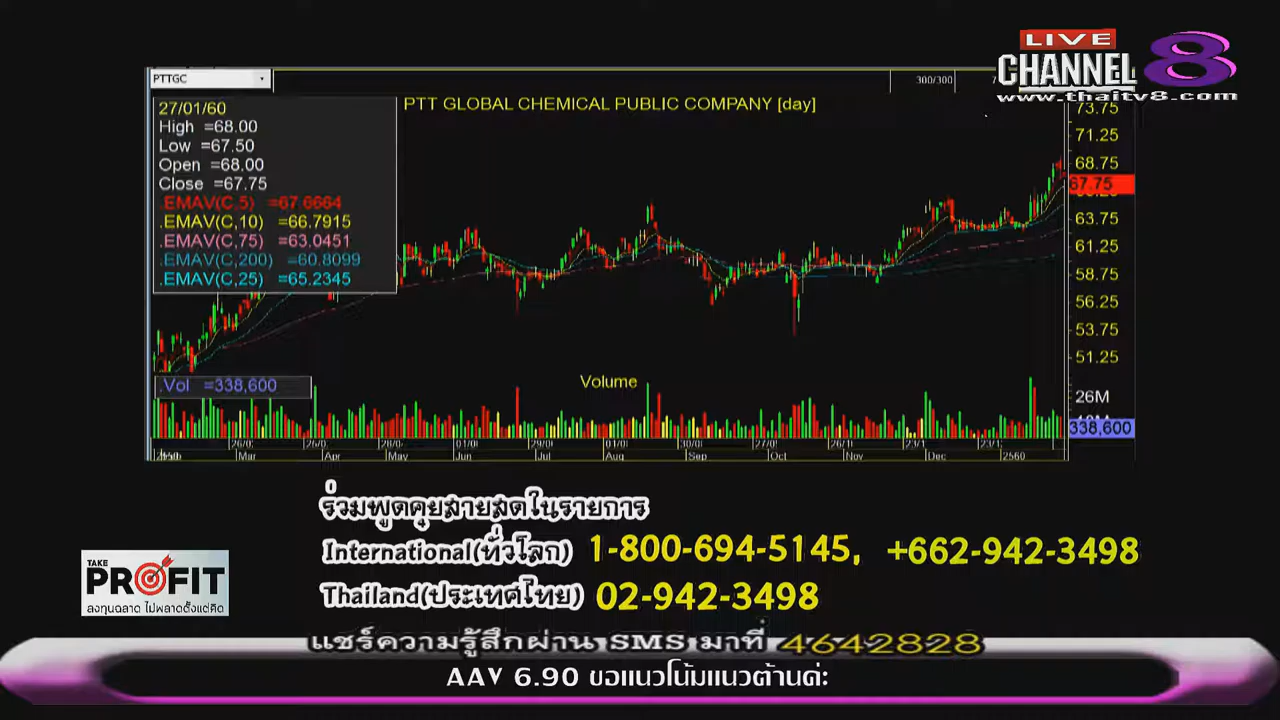 LIVE
CHANNEL 8
www.thaitv8.com
PTTGC
300/300
PTT GLOBAL CHEMICAL PUBLIC COMPANY [day]
27/01/60
High =68.00
Low =67.50
Open =68.00
Close =67.75
.EMAV(C,5) =67.6664
.EMAV(C,10) =66.7915
.EMAV(C,75) =63.0451
.EMAV(C,200) =60.8099
.EMAV(C,25) =65.2345
73.75
71.25
68.75
67.75
63.75
61.25
58.75
56.25
53.75
51.25
.Vol =338,600
Volume
26M
338,600
Mar Apr May Jun Jul Aug Sep Oct Nov Dec 2560
ร่วมพูดคุยสายสดในรายการ
International(ทั่วโลก) 1-800-694-5145, +662-942-3498
Thailand(ประเทศไทย) 02-942-3498
TAKE
PROFIT
ลงทุนฉลาด ไม่พลาดตั้งแต่คิด
แชร์ความรู้สึกผ่าน SMS มาที่ 4642828
AAV 6.90 ขอแนวโน้มแนวต้านค่ะ